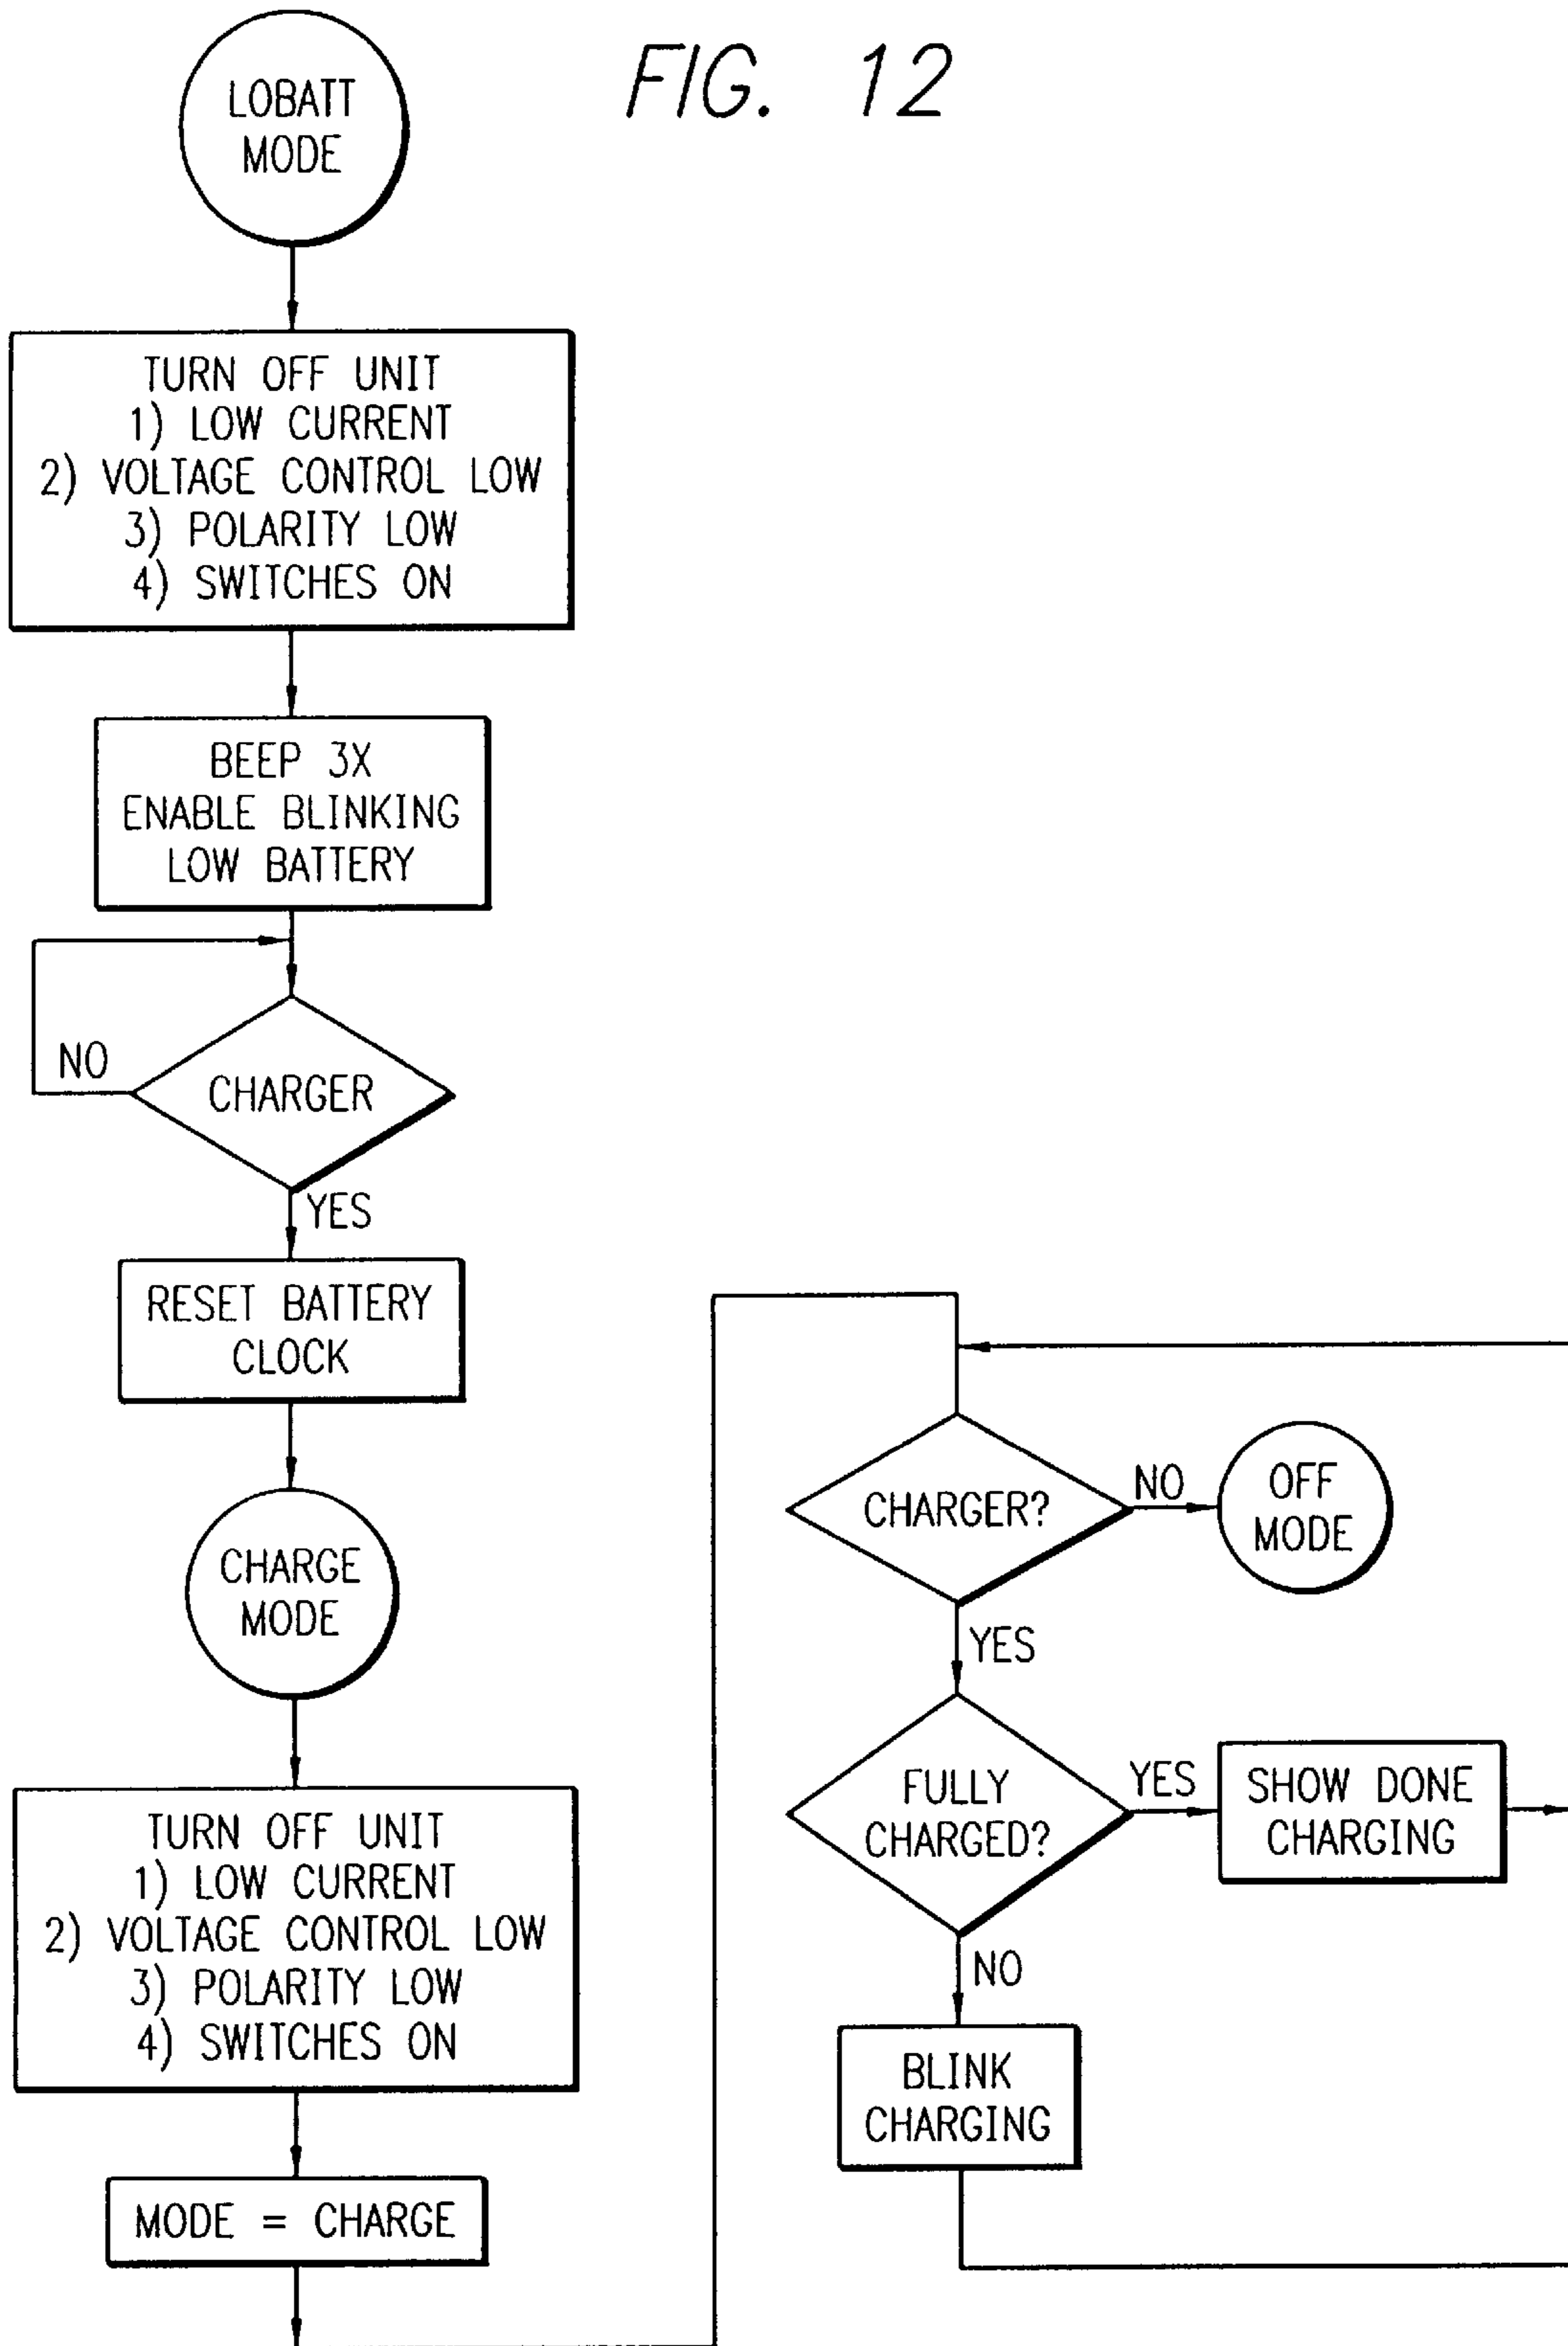 FIG. 12
LOBATT
MODE
TURN OFF UNIT
1) LOW CURRENT
2) VOLTAGE CONTROL LOW
3) POLARITY LOW
4) SWITCHES ON
BEEP 3X
ENABLE BLINKING
LOW BATTERY
NO
CHARGER
YES
RESET BATTERY
CLOCK
CHARGE
MODE
TURN OFF UNIT
1) LOW CURRENT
2) VOLTAGE CONTROL LOW
3) POLARITY LOW
4) SWITCHES ON
MODE = CHARGE
CHARGER?
NO
OFF
MODE
YES
FULLY
CHARGED?
YES
SHOW DONE
CHARGING
NO
BLINK
CHARGING